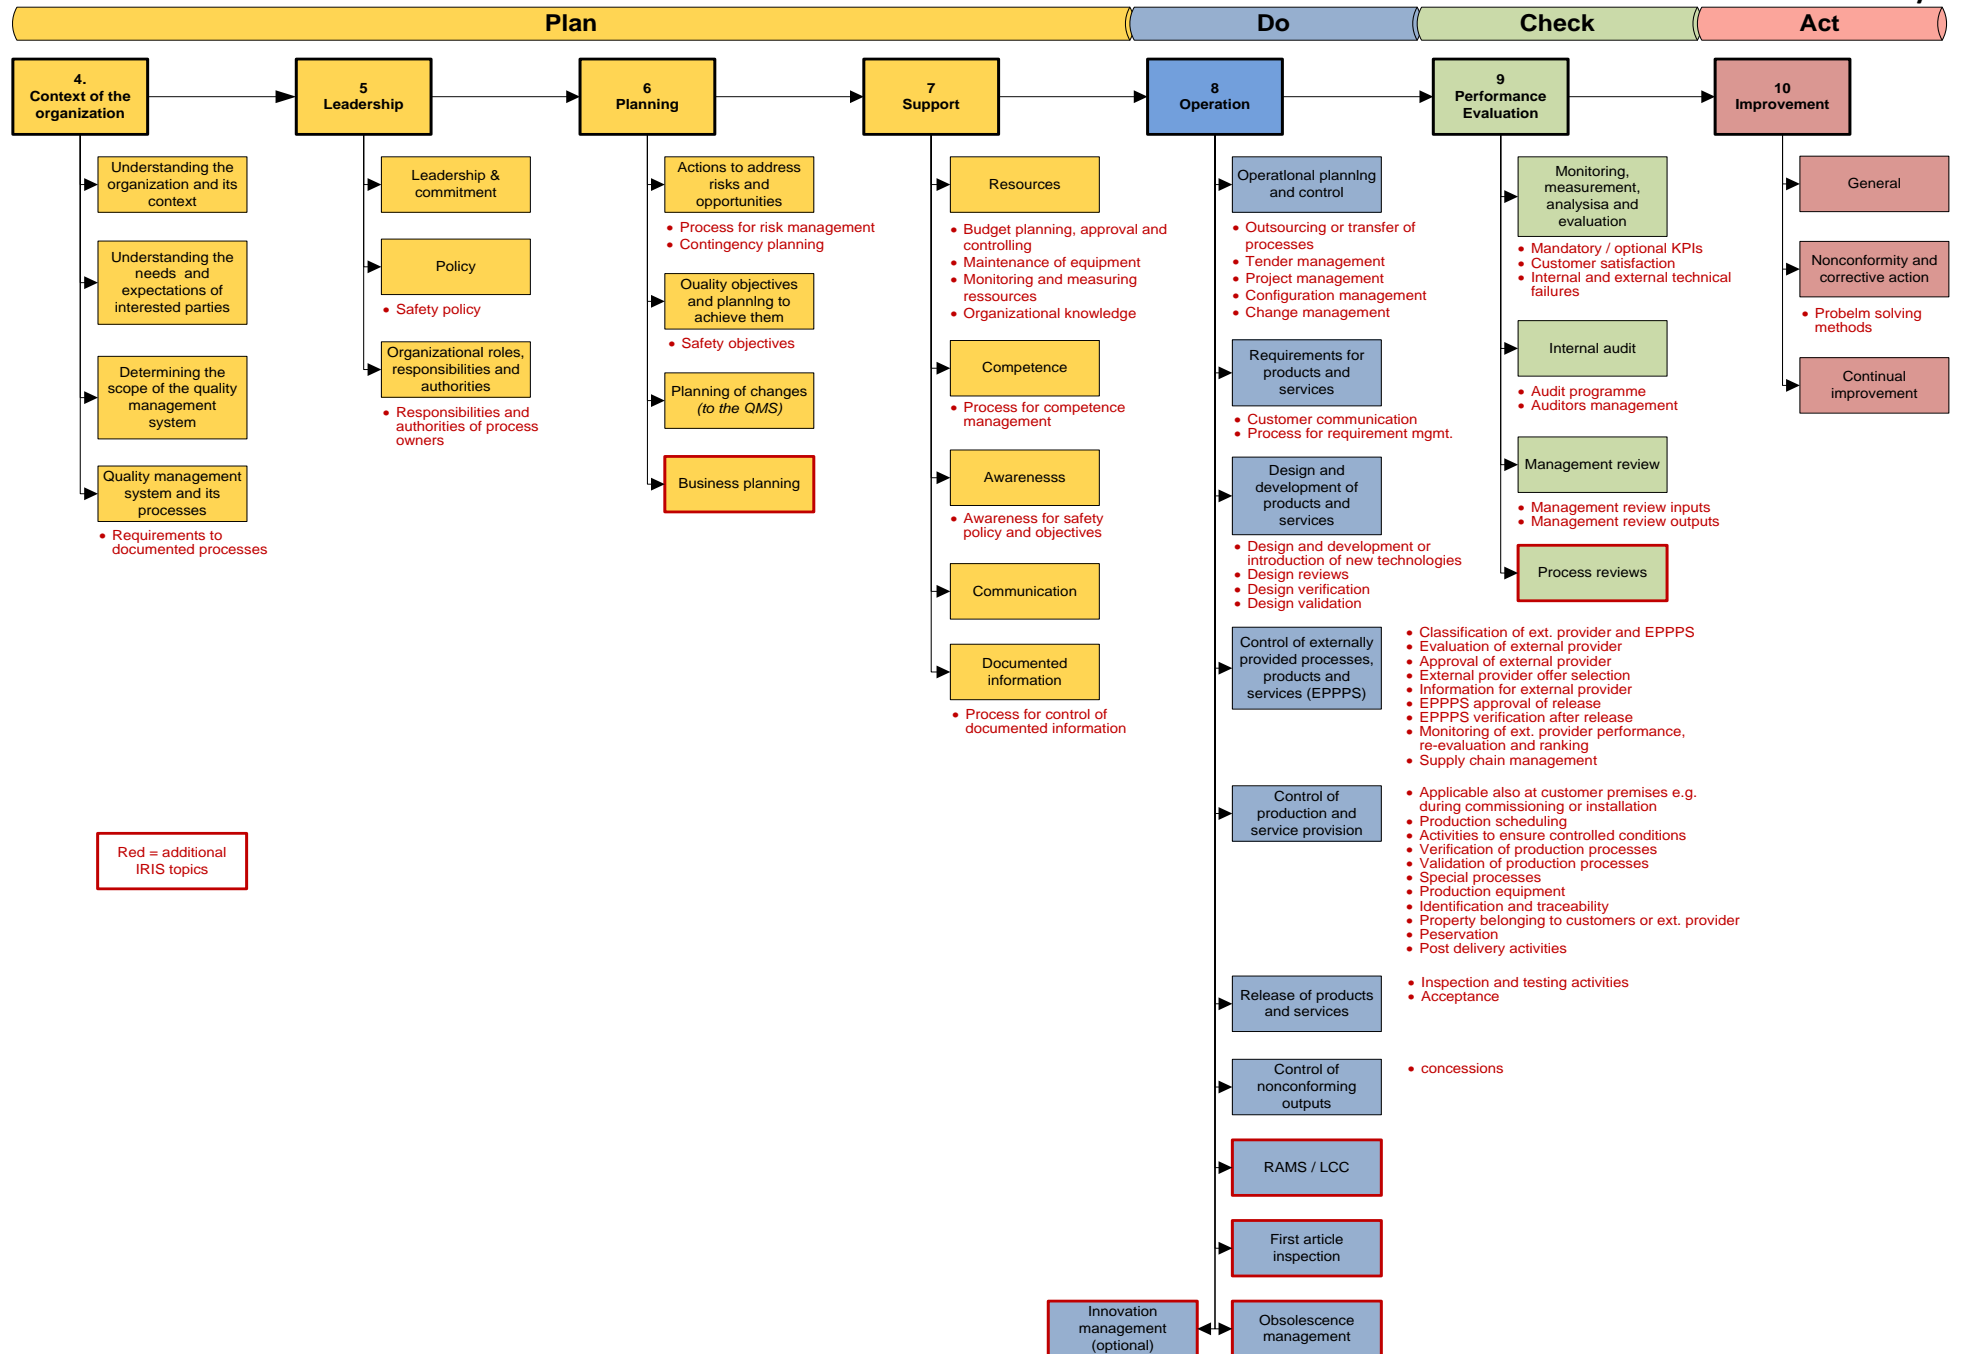 Plan
Do
Check
Act
4.
Context of the
organization
5
Leadership
6
Planning
7
Support
8
Operation
9
Performance
Evaluation
10
Improvement
Understanding the
organization and its
context
Understanding the
needs and
expectations of
interested parties
Determining the
scope of the quality
management
system
Quality management
system and its
processes
• Requirements to
documented processes
Leadership &
commitment
Policy
• Safety policy
Organizational roles,
responsibilities and
authorities
• Responsibilities and
authorities of process
owners
Actions to address
risks and
opportunities
• Process for risk management
• Contingency planning
Quality objectives
and planning to
achieve them
• Safety objectives
Planning of changes
(to the QMS)
Business planning
Resources
• Budget planning, approval and
controlling
• Maintenance of equipment
• Monitoring and measuring
ressources
• Organizational knowledge
Competence
• Process for competence
management
Awarenesss
• Awareness for safety
policy and objectives
Communication
Documented
information
• Process for control of
documented information
Operational planning
and control
• Outsourcing or transfer of
processes
• Tender management
• Project management
• Configuration management
• Change management
Requirements for
products and
services
• Customer communication
• Process for requirement mgmt.
Design and
development of
products and
services
• Design and development or
introduction of new technologies
• Design reviews
• Design verification
• Design validation
Control of externally
provided processes,
products and
services (EPPPS)
• Classification of ext. provider and EPPPS
• Evaluation of external provider
• Approval of external provider
• External provider offer selection
• Information for external provider
• EPPPS approval of release
• EPPPS verification after release
• Monitoring of ext. provider performance,
re-evaluation and ranking
• Supply chain management
Control of
production and
service provision
• Applicable also at customer premises e.g.
during commissioning or installation
• Production scheduling
• Activities to ensure controlled conditions
• Verification of production processes
• Validation of production processes
• Special processes
• Production equipment
• Identification and traceability
• Property belonging to customers or ext. provider
• Peservation
• Post delivery activities
Release of products
and services
• Inspection and testing activities
• Acceptance
Control of
nonconforming
outputs
• concessions
RAMS / LCC
First article
inspection
Innovation
management
(optional)
Obsolescence
management
Monitoring,
measurement,
analysisa and
evaluation
• Mandatory / optional KPIs
• Customer satisfaction
• Internal and external technical
failures
Internal audit
• Audit programme
• Auditors management
Management review
• Management review inputs
• Management review outputs
Process reviews
General
Nonconformity and
corrective action
• Probelm solving
methods
Continual
improvement
Red = additional
IRIS topics